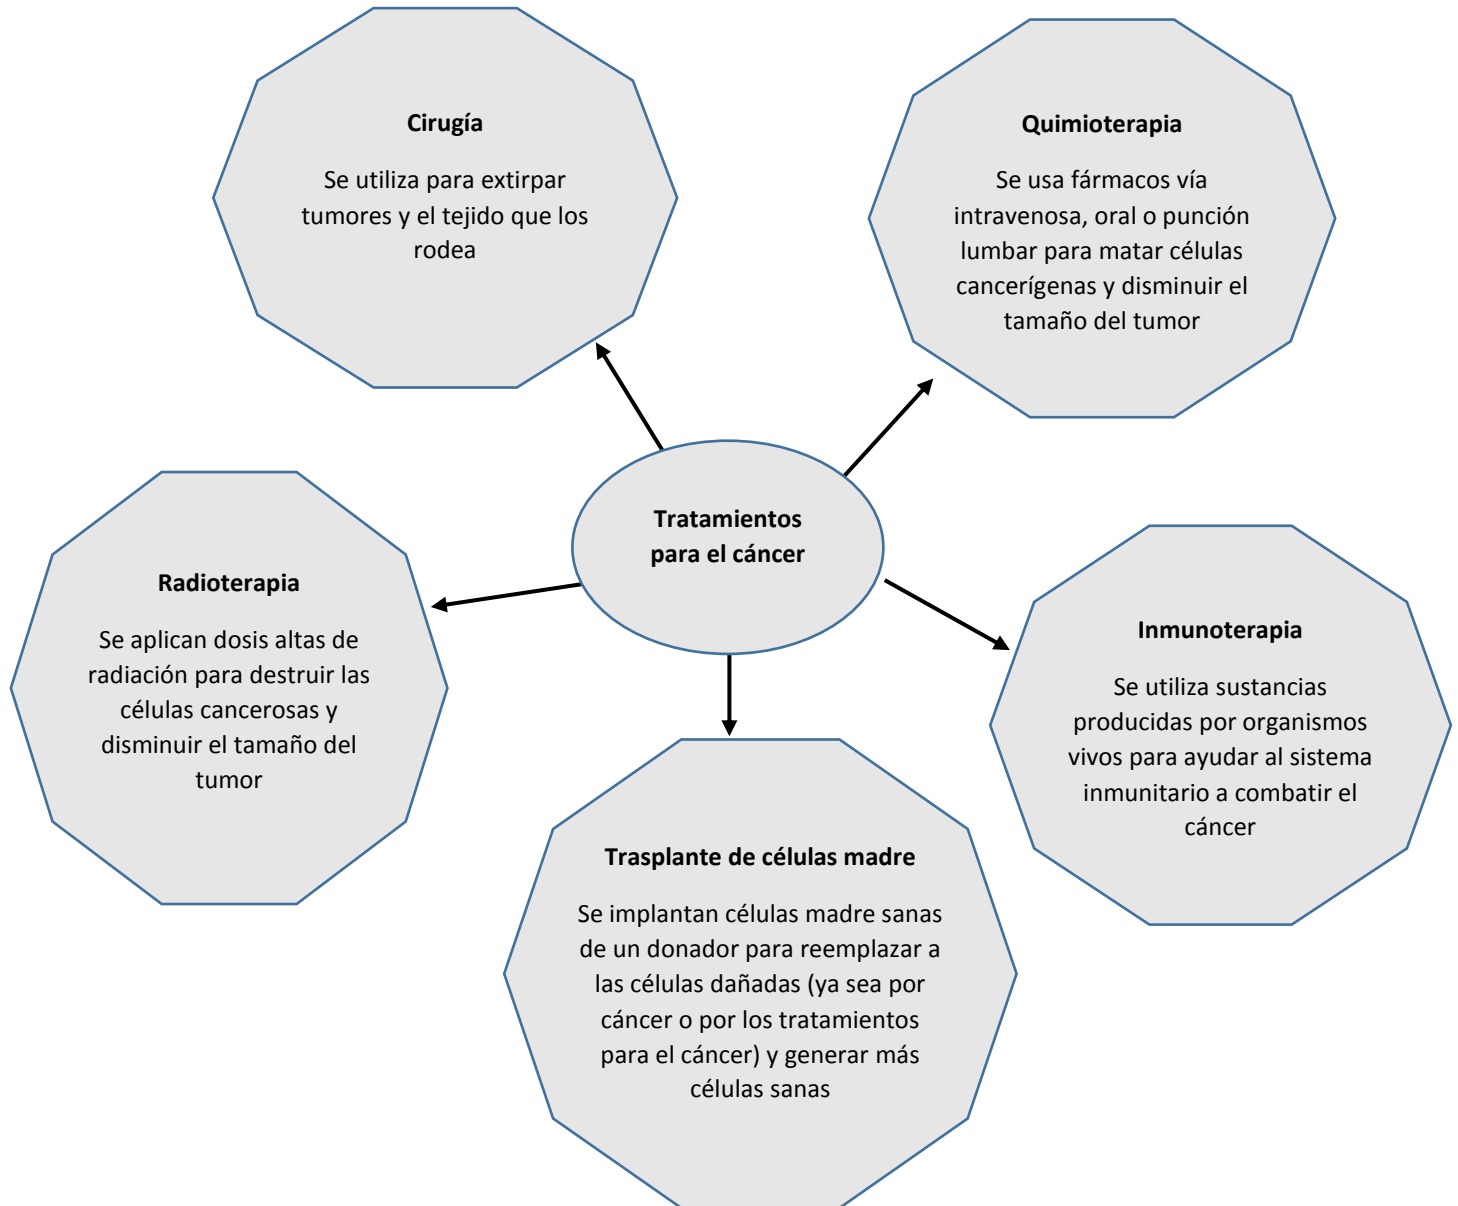 Cirugía
Se utiliza para extirpar
tumores y el tejido que los
rodea
Quimioterapia
Se usa fármacos vía
intravenosa, oral o punción
lumbar para matar células
cancerígenas y disminuir el
tamaño del tumor
Tratamientos
para el cáncer
Radioterapia
Se aplican dosis altas de
radiación para destruir las
células cancerosas y
disminuir el tamaño del
tumor
Inmunoterapia
Se utiliza sustancias
producidas por organismos
vivos para ayudar al sistema
inmunitario a combatir el
cáncer
Trasplante de células madre
Se implantan células madre sanas
de un donador para reemplazar a
las células dañadas (ya sea por
cáncer o por los tratamientos
para el cáncer) y generar más
células sanas